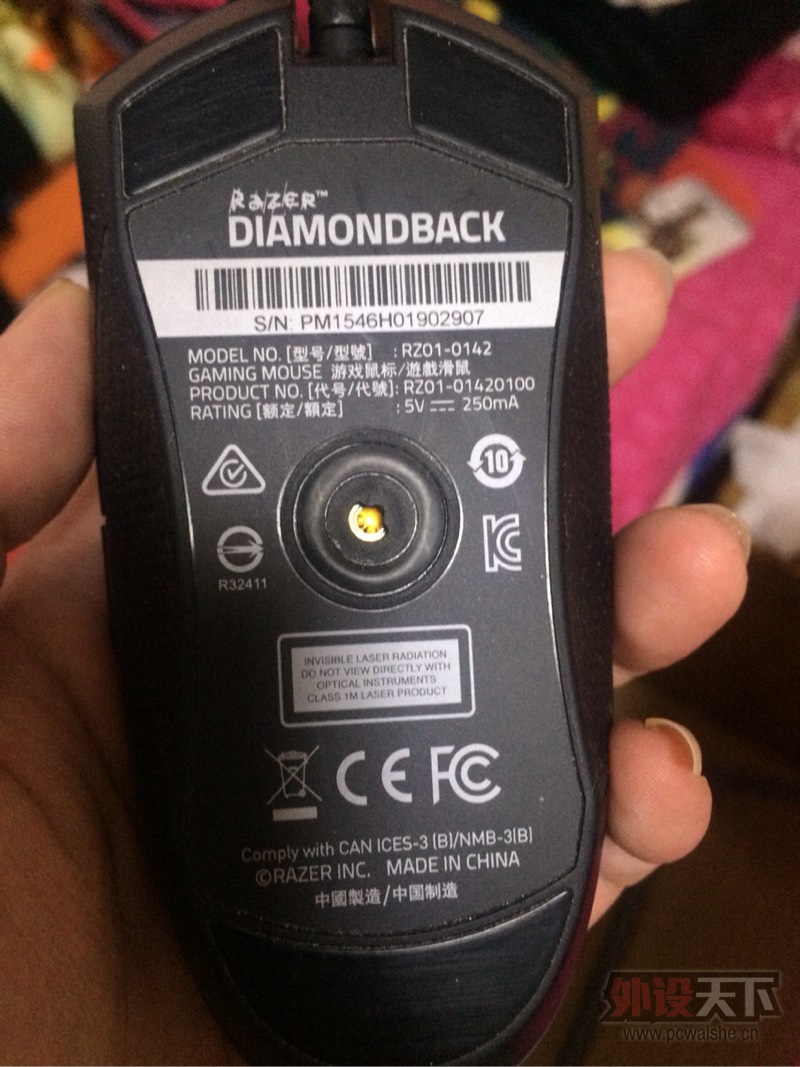 RAZER™
DIAMONDBACK
S/N: PM1546H01902907
MODEL NO. [型号/型號] : RZ01-0142
GAMING MOUSE 游戏鼠标/遊戲滑鼠
PRODUCT NO. [代号/代號]: RZ01-01420100
RATING [额定/額定] : 5V ⎓ 250mA
10
R32411
INVISIBLE LASER RADIATION
DO NOT VIEW DIRECTLY WITH
OPTICAL INSTRUMENTS
CLASS 1M LASER PRODUCT
CE FC
Comply with CAN ICES-3 (B)/NMB-3(B)
©RAZER INC. MADE IN CHINA
中國製造/中国制造
外设天下
www.pcwaishe.cn